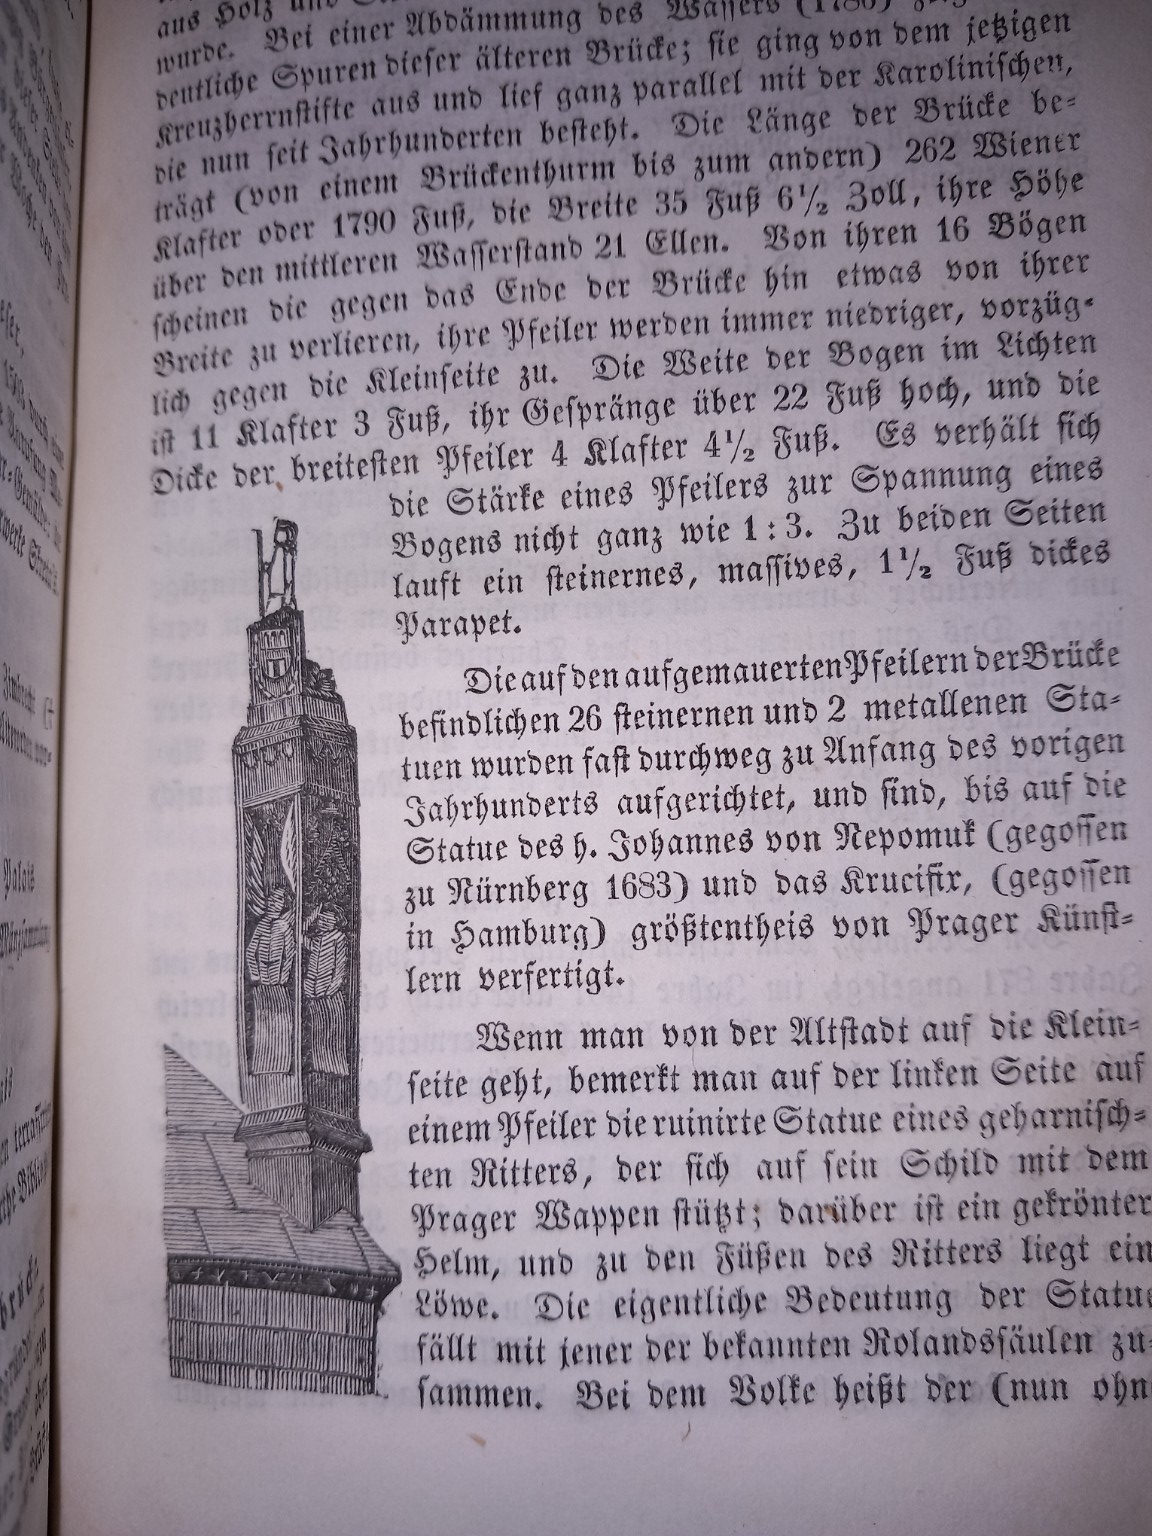 aus Holz und
wurde. Bei einer Abdämmung des Wassers
deutliche Spuren dieser älteren Brücke; sie ging von dem jetzigen
Kreuzherrnstifte aus und lief ganz parallel mit der Karolinischen,
die nun seit Jahrhunderten besteht. Die Länge der Brücke be-
trägt (von einem Brückenthurm bis zum andern) 262 Wiener
Klafter oder 1790 Fuß, die Breite 35 Fuß 6½ Zoll, ihre Höhe
über den mittleren Wasserstand 21 Ellen. Von ihren 16 Bögen
scheinen die gegen das Ende der Brücke hin etwas von ihrer
Breite zu verlieren, ihre Pfeiler werden immer niedriger, vorzüg-
lich gegen die Kleinseite zu. Die Weite der Bogen im Lichten
ist 11 Klafter 3 Fuß, ihr Gespränge über 22 Fuß hoch, und die
Dicke der breitesten Pfeiler 4 Klafter 4½ Fuß. Es verhält sich
die Stärke eines Pfeilers zur Spannung eines
Bogens nicht ganz wie 1 : 3. Zu beiden Seiten
lauft ein steinernes, massives, 1½ Fuß dickes
Parapet.
Die auf den aufgemauerten Pfeilern der Brücke
befindlichen 26 steinernen und 2 metallenen Sta-
tuen wurden fast durchweg zu Anfang des vorigen
Jahrhunderts aufgerichtet, und sind, bis auf die
Statue des h. Johannes von Nepomuk (gegossen
zu Nürnberg 1683) und das Krucifix, (gegossen
in Hamburg) größtentheis von Prager Künst-
lern verfertigt.
Wenn man von der Altstadt auf die Klein-
seite geht, bemerkt man auf der linken Seite auf
einem Pfeiler die ruinirte Statue eines geharnisch-
ten Ritters, der sich auf sein Schild mit dem
Prager Wappen stützt; darüber ist ein gekrönter
Helm, und zu den Füßen des Ritters liegt ein
Löwe. Die eigentliche Bedeutung der Statue
fällt mit jener der bekannten Rolandssäulen zu-
sammen. Bei dem Volke heißt der (nun ohn